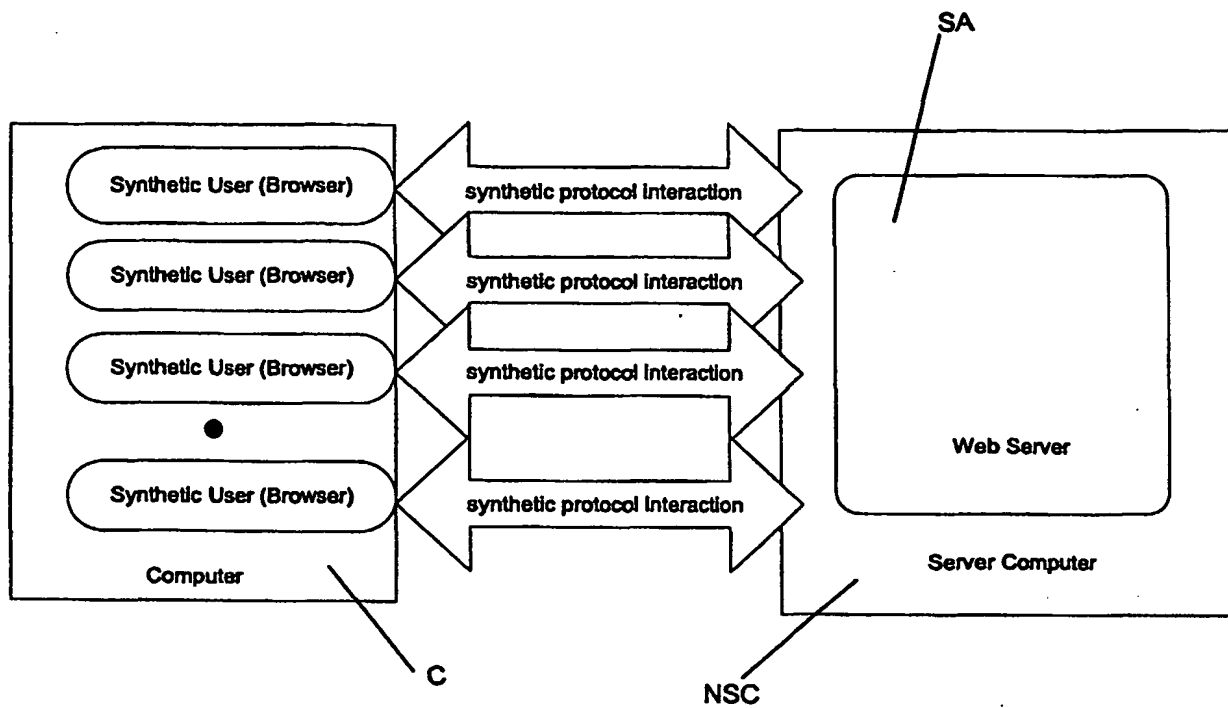 SA
Synthetic User (Browser)
synthetic protocol interaction
Synthetic User (Browser)
synthetic protocol interaction
Synthetic User (Browser)
synthetic protocol interaction
Web Server
Synthetic User (Browser)
synthetic protocol interaction
Computer
Server Computer
C
NSC